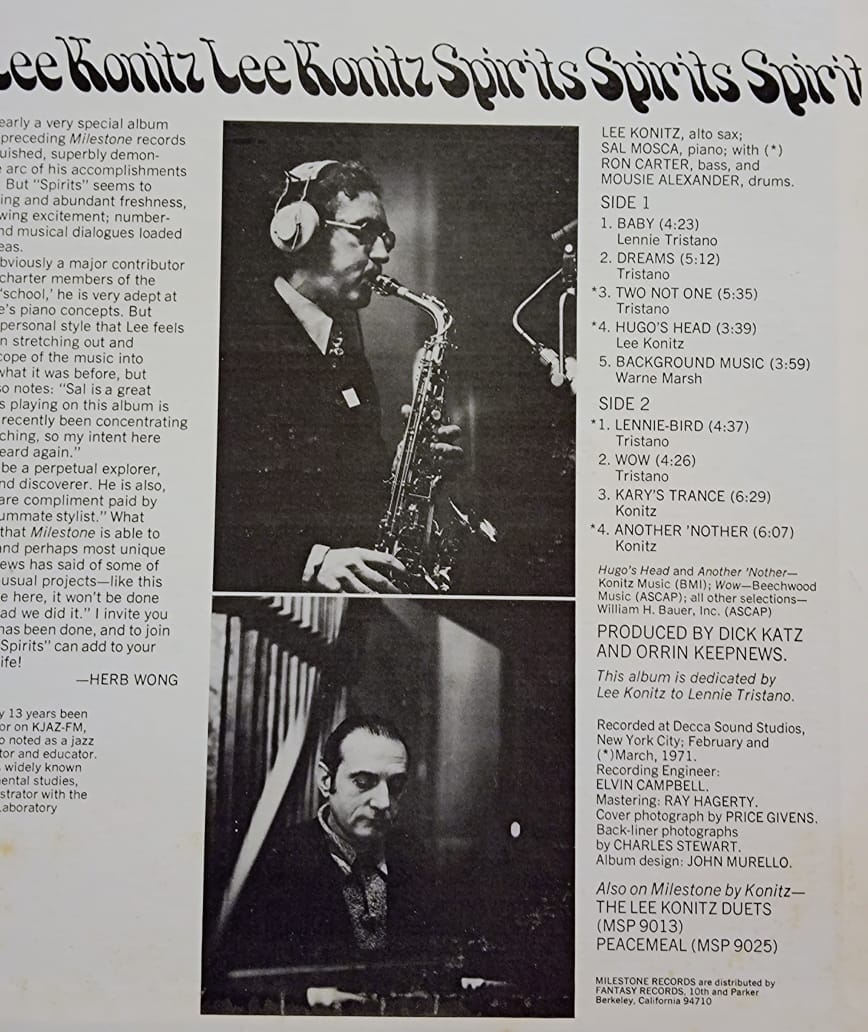 Lee Konitz Lee Konitz Spirits Spirits Spirit
early a very special album
preceding Milestone records
uished, superbly demon-
arc of his accomplishments
But "Spirits" seems to
ing and abundant freshness,
wing excitement; number-
nd musical dialogues loaded
eas.
bviously a major contributor
charter members of the
'school,' he is very adept at
e's piano concepts. But
personal style that Lee feels
n stretching out and
cope of the music into
what it was before, but
so notes: "Sal is a great
s playing on this album is
recently been concentrating
ching, so my intent here
eard again."
be a perpetual explorer,
nd discoverer. He is also,
are compliment paid by
ummate stylist." What
that Milestone is able to
and perhaps most unique
ews has said of some of
usual projects—like this
e here, it won't be done
ad we did it." I invite you
has been done, and to join
Spirits" can add to your
ife!
—HERB WONG
y 13 years been
or on KJAZ-FM,
o noted as a jazz
tor and educator.
widely known
ental studies,
strator with the
Laboratory
LEE KONITZ, alto sax;
SAL MOSCA, piano; with (*)
RON CARTER, bass, and
MOUSIE ALEXANDER, drums.
SIDE 1
1. BABY (4:23)
Lennie Tristano
2. DREAMS (5:12)
Tristano
*3. TWO NOT ONE (5:35)
Tristano
*4. HUGO'S HEAD (3:39)
Lee Konitz
5. BACKGROUND MUSIC (3:59)
Warne Marsh
SIDE 2
*1. LENNIE-BIRD (4:37)
Tristano
2. WOW (4:26)
Tristano
3. KARY'S TRANCE (6:29)
Konitz
*4. ANOTHER 'NOTHER (6:07)
Konitz
Hugo's Head and Another 'Nother—
Konitz Music (BMI); Wow—Beechwood
Music (ASCAP); all other selections—
William H. Bauer, Inc. (ASCAP)
PRODUCED BY DICK KATZ
AND ORRIN KEEPNEWS.
This album is dedicated by
Lee Konitz to Lennie Tristano.
Recorded at Decca Sound Studios,
New York City; February and
(*)March, 1971.
Recording Engineer:
ELVIN CAMPBELL.
Mastering: RAY HAGERTY.
Cover photograph by PRICE GIVENS.
Back-liner photographs
by CHARLES STEWART.
Album design: JOHN MURELLO.
Also on Milestone by Konitz—
THE LEE KONITZ DUETS
(MSP 9013)
PEACEMEAL (MSP 9025)
MILESTONE RECORDS are distributed by
FANTASY RECORDS, 10th and Parker
Berkeley, California 94710